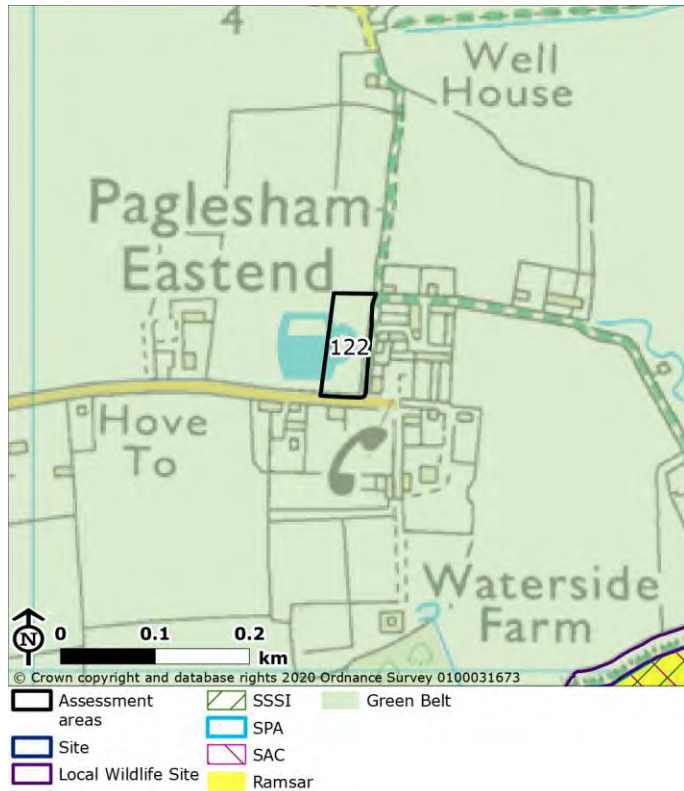 4
Well
House
Paglesham
Eastend
122
Hove
To
Waterside
Farm
N
0 0.1 0.2
km
© Crown copyright and database rights 2020 Ordnance Survey 0100031673
Assessment
areas
Site
Local Wildlife Site
SSSI
SPA
SAC
Ramsar
Green Belt